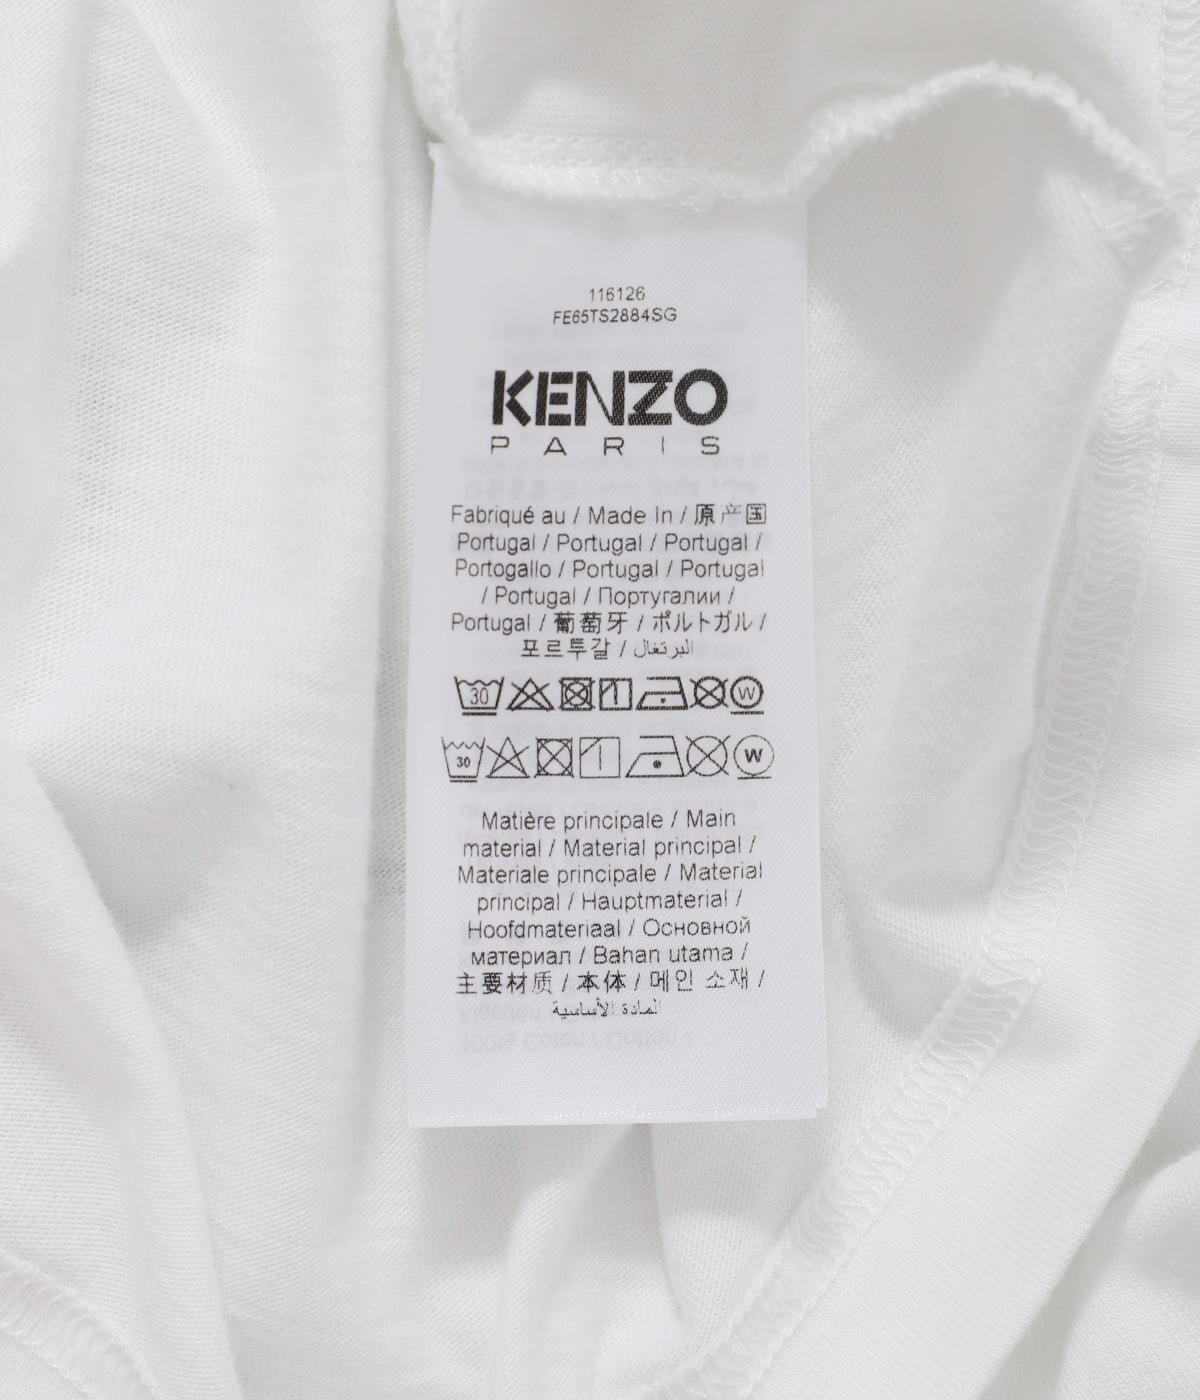 116126
FE65TS2884SG
KENZO
PARIS
Fabriqué au / Made In / 原产国
Portugal / Portugal / Portugal /
Portogallo / Portugal / Portugal
/ Portugal / Португалии /
Portugal / 葡萄牙 / ポルトガル /
포르투갈 / البرتغال
30 W
30 W
Matière principale / Main
material / Material principal /
Materiale principale / Material
principal / Hauptmaterial /
Hoofdmateriaal / Основной
материал / Bahan utama /
主要材质 / 本体 / 메인 소재 /
المادة الأساسية